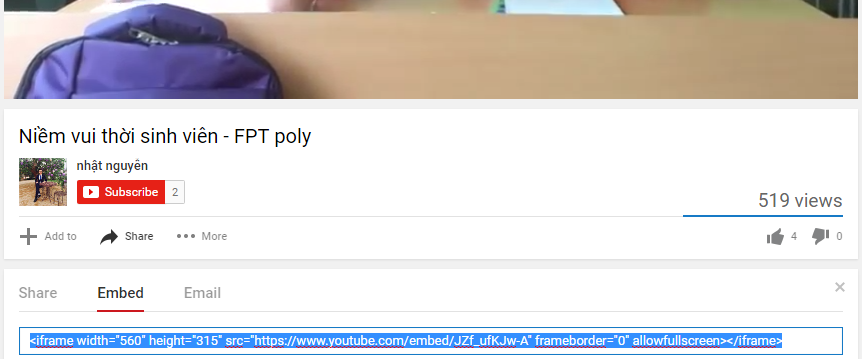 Niềm vui thời sinh viên - FPT poly
nhật nguyên
Subscribe 2
519 views
Add to Share More 4 0
Share Embed Email
<iframe width="560" height="315" src="https://www.youtube.com/embed/JZf_ufKJw-A" frameborder="0" allowfullscreen></iframe>